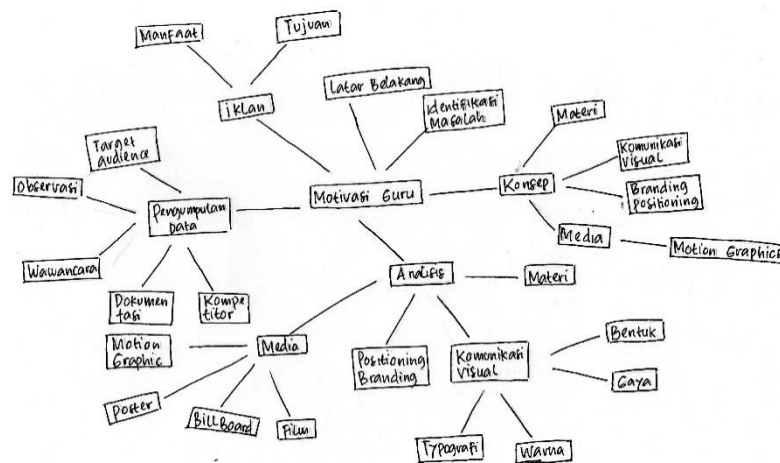 Manfaat
Tujuan
iklan
Latar Belakang
identifikasi
Masalah
Materi
Komunikasi
Visual
Branding
positioning
Konsep
Media
Motion Graphics
Target
audience
Observasi
Pengumpulan
Data
Wawancara
Dokumen
tasi
Kompe
titor
Motivasi Guru
Analisis
Materi
Media
Motion
Graphic
Poster
BillBoard
Film
Positioning
Branding
Komunikasi
Visual
Bentuk
Gaya
Typografi
Warna